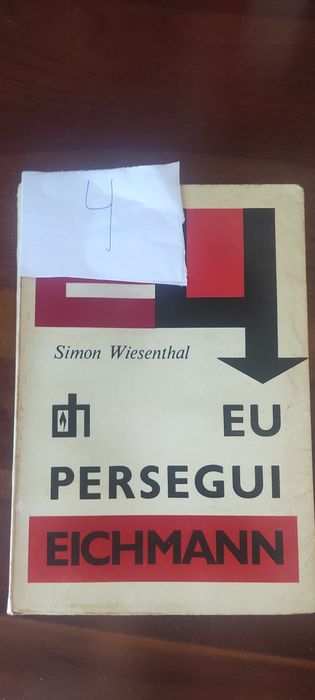 4
Simon Wiesenthal
EU
PERSEGUI
EICHMANN